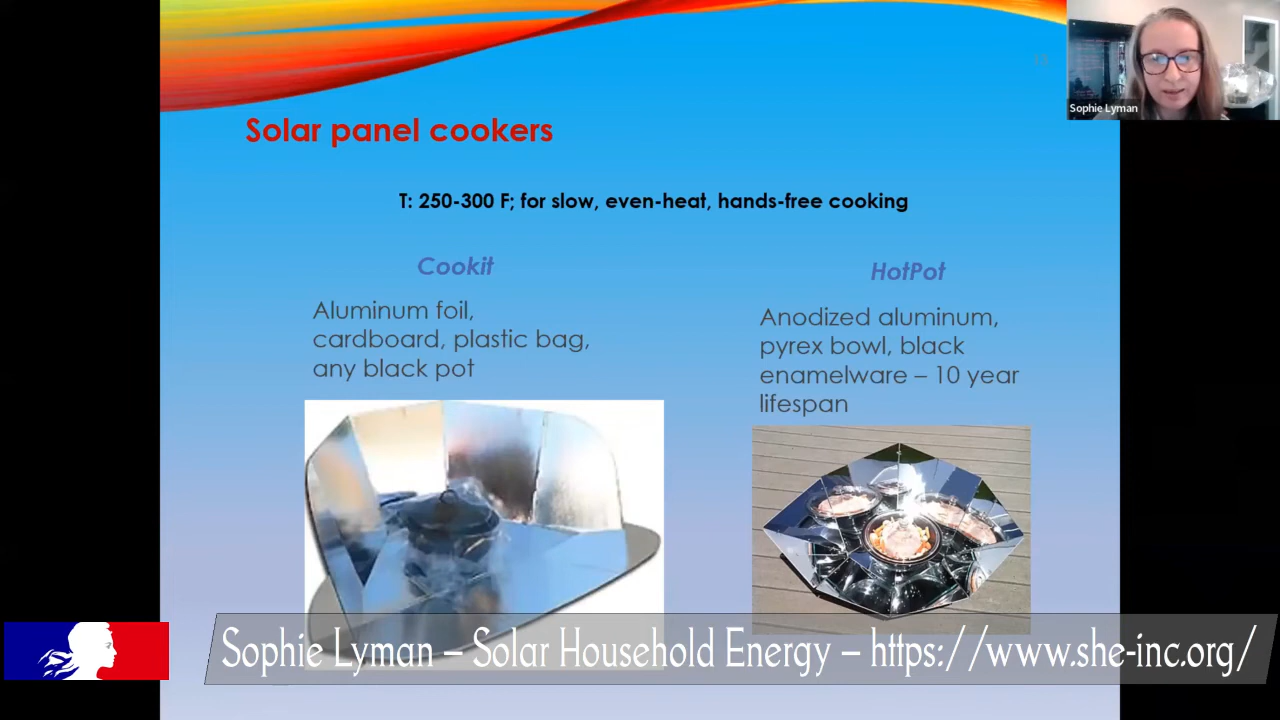 Sophie Lyman
Solar panel cookers
T: 250-300 F; for slow, even-heat, hands-free cooking
Cookit
Aluminum foil,
cardboard, plastic bag,
any black pot
HotPot
Anodized aluminum,
pyrex bowl, black
enamelware – 10 year
lifespan
Sophie Lyman – Solar Household Energy – https://www.she-inc.org/